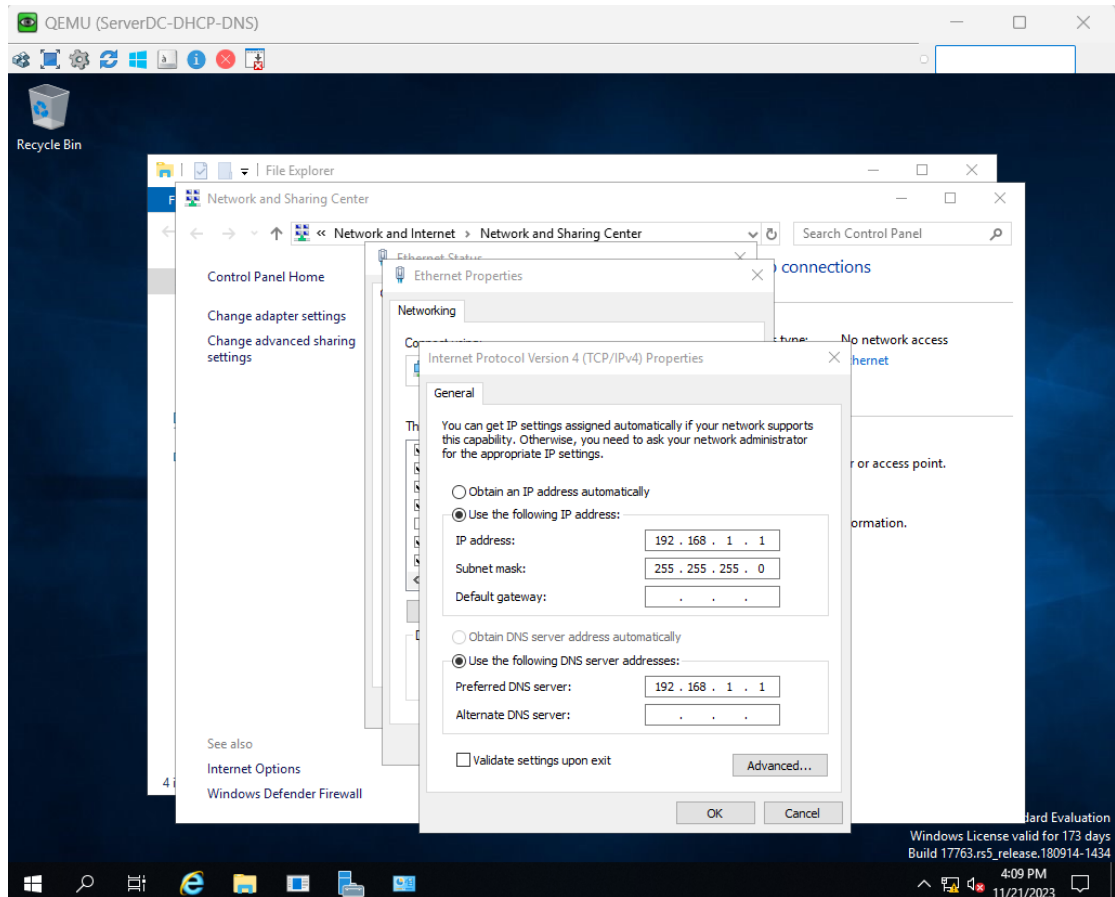 QEMU (ServerDC-DHCP-DNS)
Recycle Bin
File Explorer
F
Network and Sharing Center
« Network and Internet > Network and Sharing Center
Search Control Panel
Ethernet Status
connections
Ethernet Properties
Control Panel Home
Networking
Change adapter settings
Change advanced sharing
settings
type: No network access
Internet Protocol Version 4 (TCP/IPv4) Properties
General
Th
You can get IP settings assigned automatically if your network supports
this capability. Otherwise, you need to ask your network administrator
for the appropriate IP settings.
r or access point.
Obtain an IP address automatically
Use the following IP address:
ormation.
IP address: 192 . 168 . 1 . 1
Subnet mask: 255 . 255 . 255 . 0
Default gateway: . . .
Obtain DNS server address automatically
Use the following DNS server addresses:
Preferred DNS server: 192 . 168 . 1 . 1
Alternate DNS server: . . .
See also
Validate settings upon exit
Advanced...
Internet Options
4 i
Windows Defender Firewall
OK Cancel
dard Evaluation
Windows License valid for 173 days
Build 17763.rs5_release.180914-1434
4:09 PM
11/21/2023